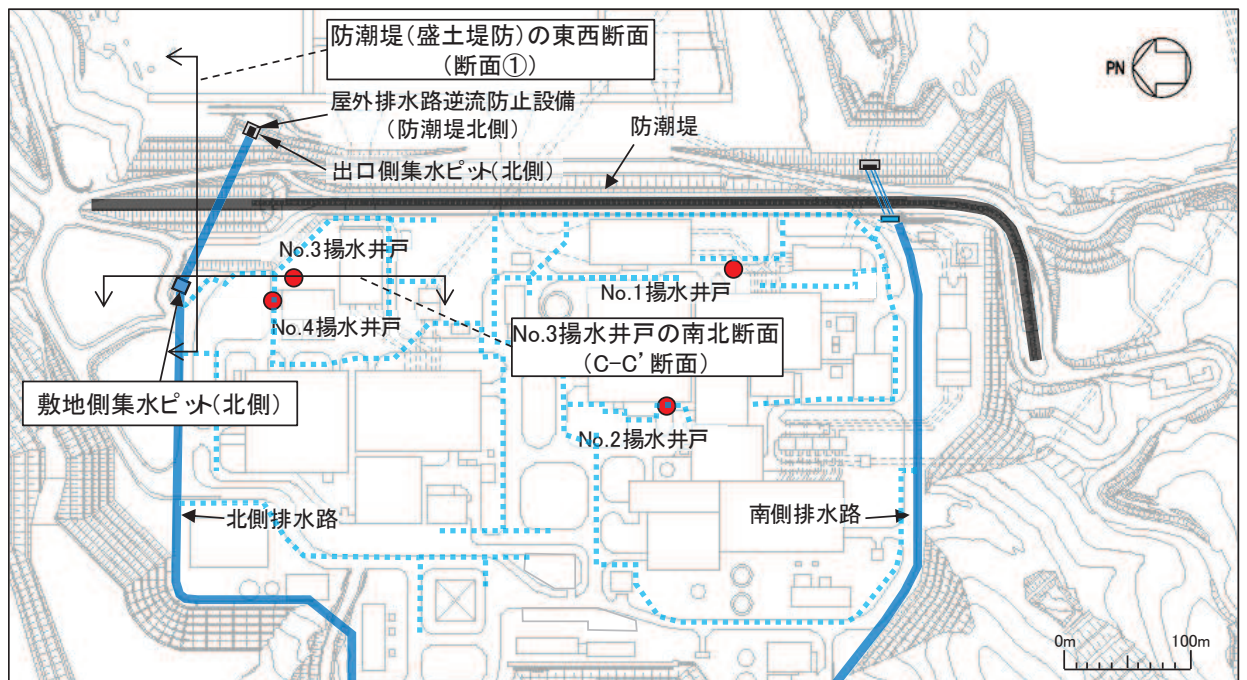 防潮堤(盛土堤防)の東西断面
(断面①)
PN
屋外排水路逆流防止設備
(防潮堤北側)
防潮堤
出口側集水ピット(北側)
No.3揚水井戸
No.1揚水井戸
No.4揚水井戸
No.3揚水井戸の南北断面
(C-C'断面)
敷地側集水ピット(北側)
No.2揚水井戸
北側排水路
南側排水路
0m 100m